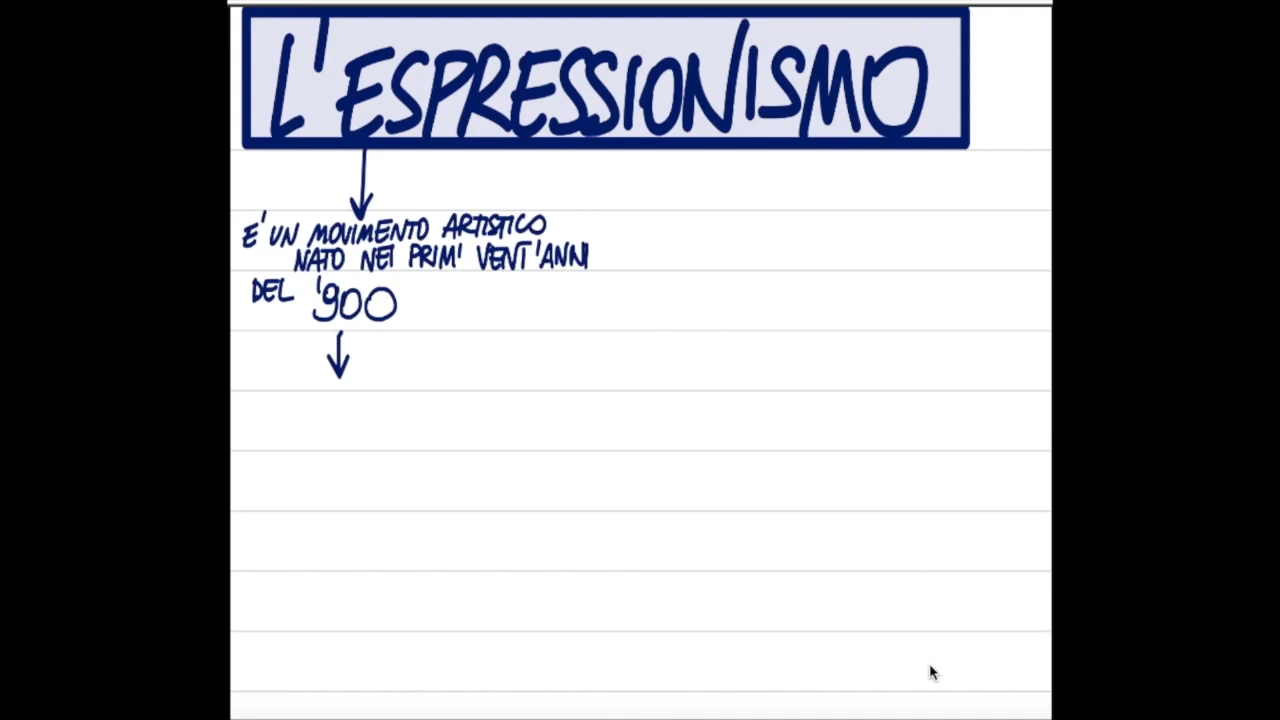 L'ESPRESSIONISMO
E' UN MOVIMENTO ARTISTICO
NATO NEI PRIMI VENT'ANNI
DEL '900